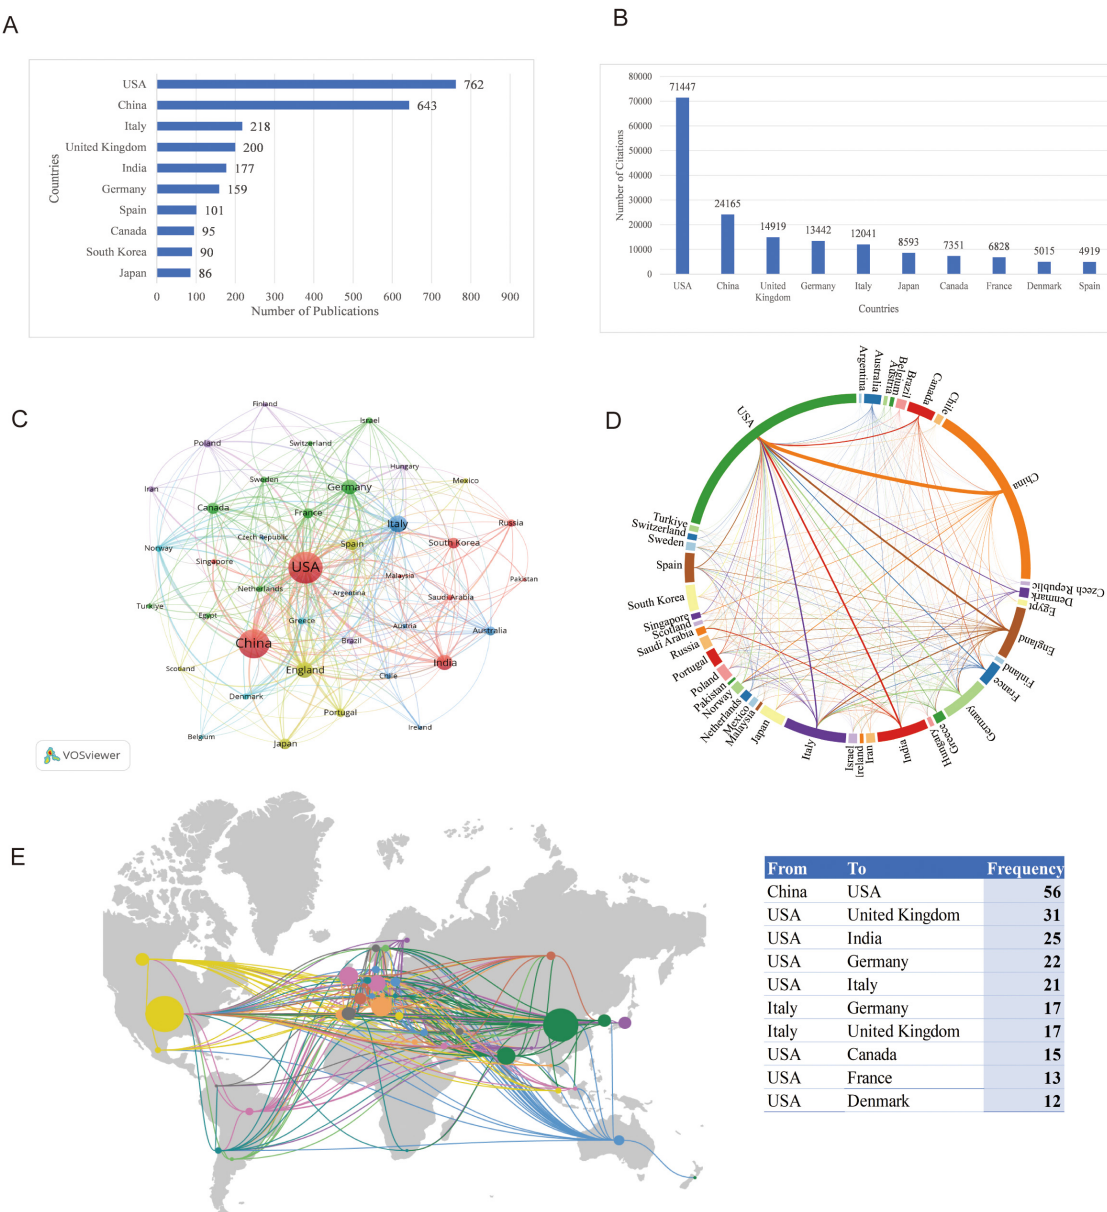 A
B
USA 762
China 643
Italy 218
United Kingdom 200
India 177
Germany 159
Spain 101
Canada 95
South Korea 90
Japan 86
0 100 200 300 400 500 600 700 800 900
Number of Publications
Countries
80000
70000
60000
50000
40000
30000
20000
10000
0
Number of Citations
71447
24165
14919
13442
12041
8593
7351
6828
5015
4919
USA China United Kingdom Germany Italy Japan Canada France Denmark Spain
Countries
C
Finland
Israel
Poland
Switzerland
Hungary
Iran
Sweden
Germany
Mexico
Canada
France
Italy
Russia
Czech Republic
Spain
South Korea
Norway
Singapore
USA
Malaysia
Pakistan
Netherlands
Argentina
Saudi Arabia
Turkiye
Egypt
Greece
Austria
Australia
China
Brazil
Scotland
England
Chile
India
Denmark
Portugal
Ireland
Belgium
Japan
VOSviewer
D
Argentina
Australia
Austria
Belgium
Brazil
Canada
Chile
China
Czech Republic
Denmark
Egypt
England
Finland
France
Germany
Greece
Hungary
India
Iran
Ireland
Israel
Italy
Japan
Malaysia
Mexico
Netherlands
Norway
Pakistan
Poland
Portugal
Russia
Saudi Arabia
Scotland
Singapore
South Korea
Spain
Sweden
Switzerland
Turkiye
USA
E
From To Frequency
China USA 56
USA United Kingdom 31
USA India 25
USA Germany 22
USA Italy 21
Italy Germany 17
Italy United Kingdom 17
USA Canada 15
USA France 13
USA Denmark 12